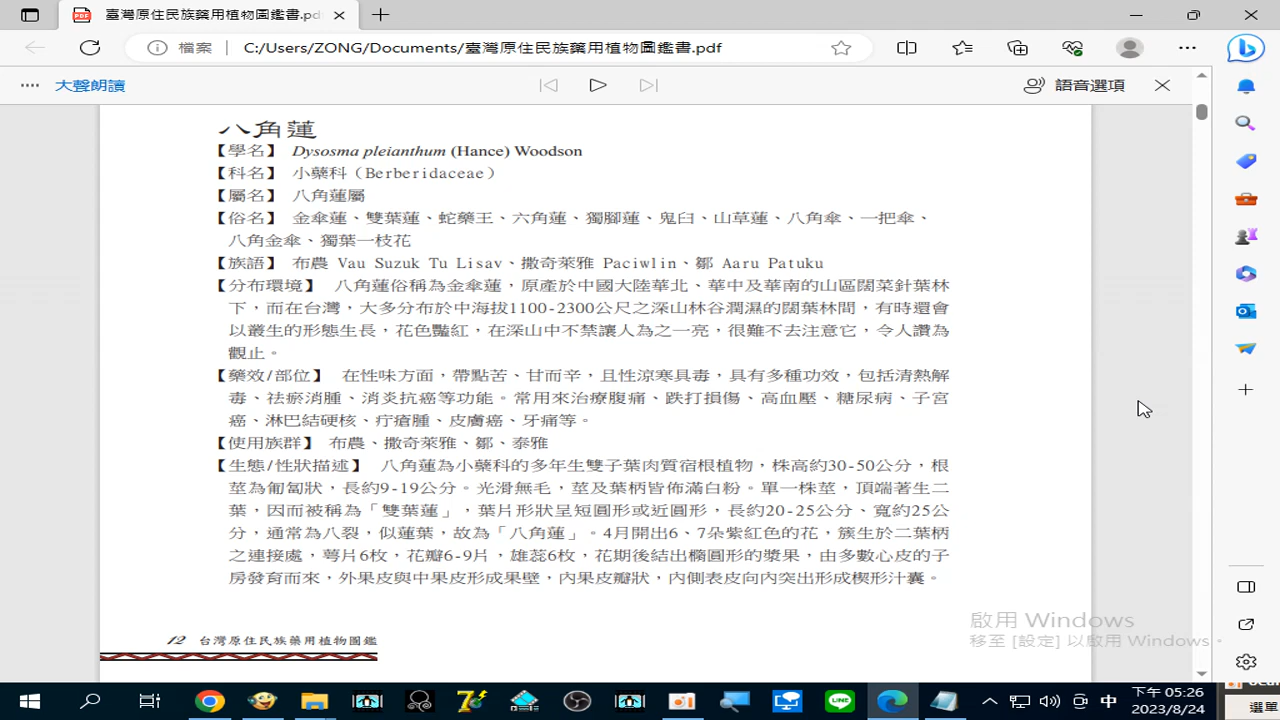 臺灣原住民族藥用植物圖鑑書.pdf
檔案
C:/Users/ZONG/Documents/臺灣原住民族藥用植物圖鑑書.pdf
大聲朗讀
語音選項
八角蓮
【學名】 Dysosma pleianthum (Hance) Woodson
【科名】 小蘗科（Berberidaceae）
【屬名】 八角蓮屬
【俗名】 金傘蓮、雙葉蓮、蛇藥王、六角蓮、獨腳蓮、鬼臼、山草蓮、八角傘、一把傘、
八角金傘、獨葉一枝花
【族語】 布農 Vau Suzuk Tu Lisav、撒奇萊雅 Paciwlin、鄒 Aaru Patuku
【分布環境】 八角蓮俗稱為金傘蓮，原產於中國大陸華北、華中及華南的山區闊菜針葉林
下，而在台灣，大多分布於中海拔1100-2300公尺之深山林谷潤濕的闊葉林間，有時還會
以叢生的形態生長，花色豔紅，在深山中不禁讓人為之一亮，很難不去注意它，令人讚為
觀止。
【藥效/部位】 在性味方面，帶點苦、甘而辛，且性涼寒具毒，具有多種功效，包括清熱解
毒、祛瘀消腫、消炎抗癌等功能。常用來治療腹痛、跌打損傷、高血壓、糖尿病、子宮
癌、淋巴結硬核、疔瘡腫、皮膚癌、牙痛等。
【使用族群】 布農、撒奇萊雅、鄒、泰雅
【生態/性狀描述】 八角蓮為小蘗科的多年生雙子葉肉質宿根植物，株高約30-50公分，根
莖為匍匐狀，長約9-19公分。光滑無毛，莖及葉柄皆佈滿白粉。單一株莖，頂端著生二
葉，因而被稱為「雙葉蓮」，葉片形狀呈短圓形或近圓形，長約20-25公分、寬約25公
分，通常為八裂，似蓮葉，故為「八角蓮」。4月開出6、7朵紫紅色的花，簇生於二葉柄
之連接處，萼片6枚，花瓣6-9片，雄蕊6枚，花期後結出橢圓形的漿果，由多數心皮的子
房發育而來，外果皮與中果皮形成果壁，內果皮瓣狀，內側表皮向內突出形成楔形汁囊。
12 台灣原住民族藥用植物圖鑑
啟用 Windows
移至 [設定] 以啟用 Windows。
中
下午 05:26
2023/8/24
選單